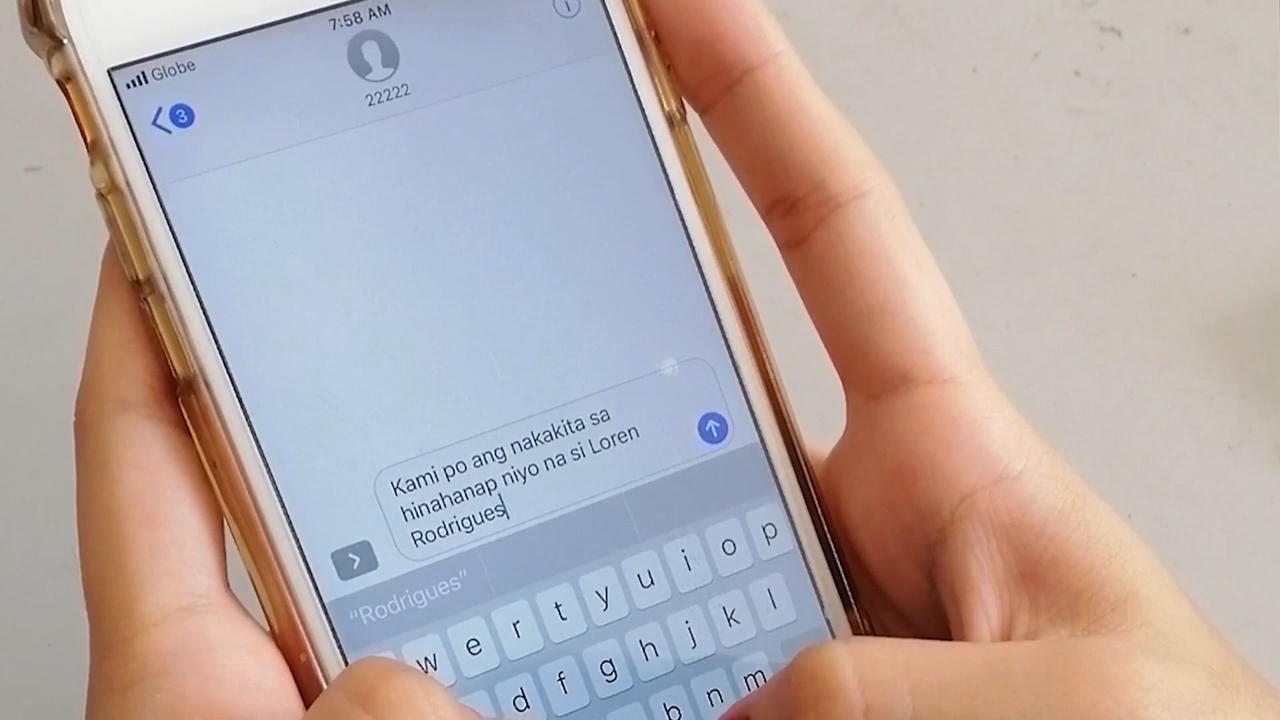 7:58 AM
Globe
3
22222
Kami po ang nakakita sa
hinahanap niyo na si Loren
Rodrigues
"Rodrigues"
w e r t y u i o p
d f g h j k l
b n m